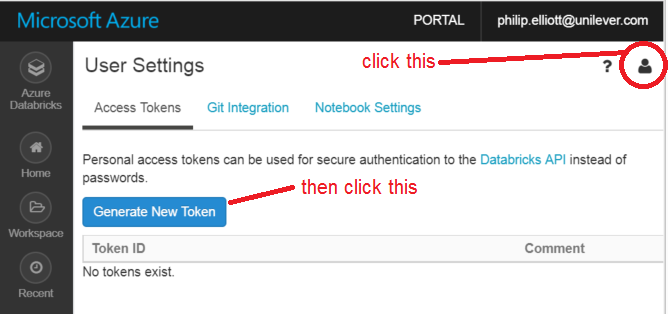 Microsoft Azure PORTAL philip.elliott@unilever.com
User Settings click this ?
Azure
Databricks
Access Tokens Git Integration Notebook Settings
Home
Personal access tokens can be used for secure authentication to the Databricks API instead of
passwords.
then click this
Generate New Token
Workspace
Token ID Comment
No tokens exist.
Recent